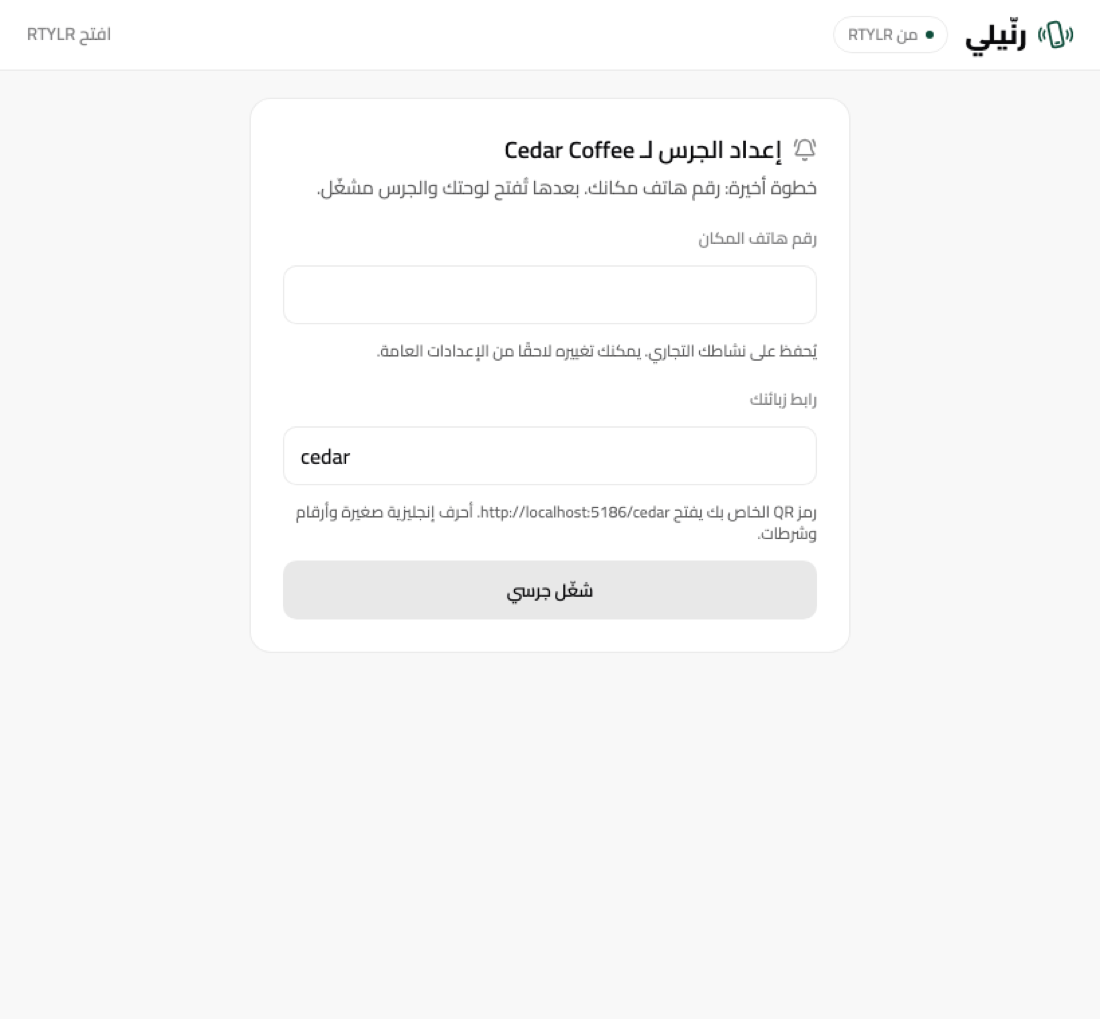 رنّيلي
من RTYLR
افتح RTYLR
إعداد الجرس لـ Cedar Coffee
خطوة أخيرة: رقم هاتف مكانك. بعدها تُفتح لوحتك والجرس مشغّل.
رقم هاتف المكان
يُحفظ على نشاطك التجاري. يمكنك تغييره لاحقًا من الإعدادات العامة.
رابط زبائنك
cedar
رمز QR الخاص بك يفتح http://localhost:5186/cedar. أحرف إنجليزية صغيرة وأرقام
وشرطات.
شغّل جرسي